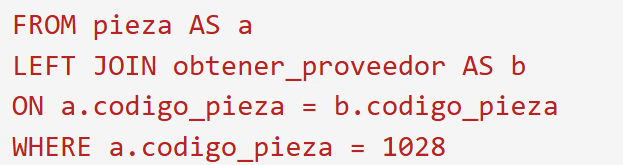 FROM pieza AS a
LEFT JOIN obtener_proveedor AS b
ON a.codigo_pieza = b.codigo_pieza
WHERE a.codigo_pieza = 1028